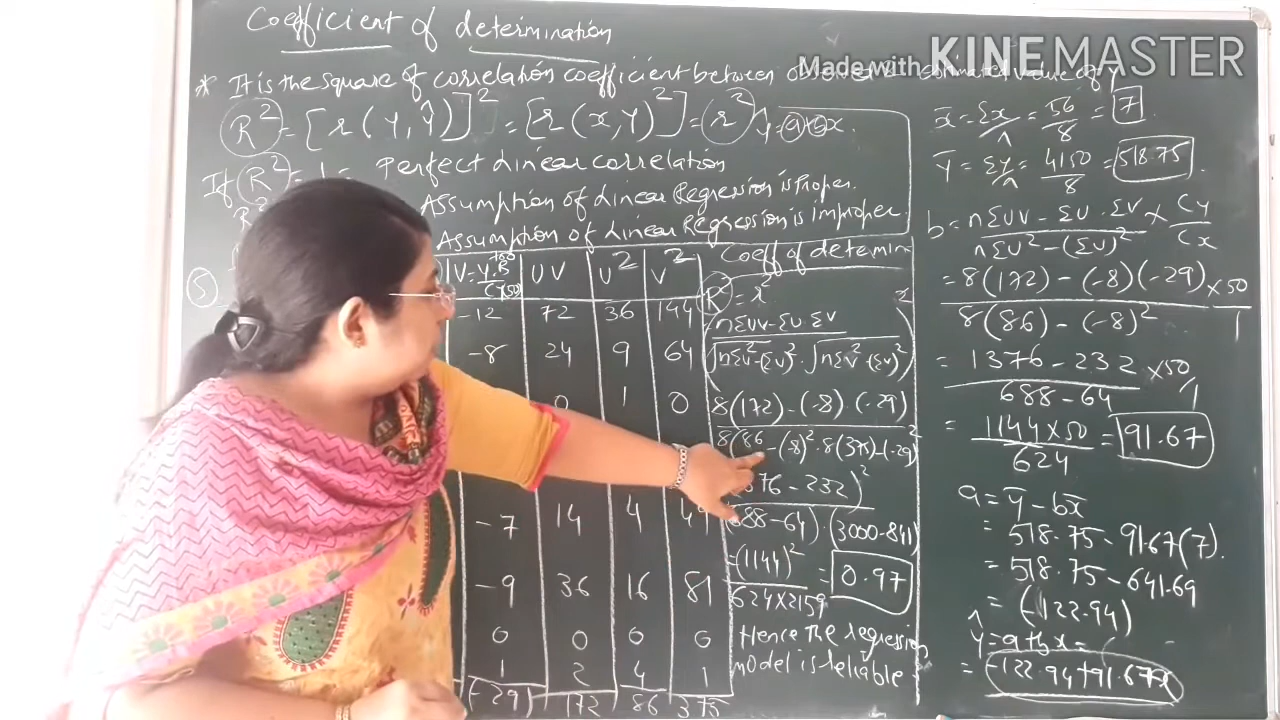 Coefficient of determination
Made with KINEMASTER
* It is the square of correlation coefficient between estimated value of Y
R² = [r(Y,Ŷ)]² = [r(x,Y)²] = r² Ŷ = a+bx.
If R² = 1 = Perfect Linear correlation
Assumption of Linear Regression is Proper.
Assumption of Linear Regression is improper.
5
UV U² V²
-12 72 36 144
-8 24 9 64
0 1 0
-7 14 4 49
-9 36 16 81
0 0 0 0
1 2 4 1
(-29) 172 86 375
Coeff of determin
R² = r²
(nΣUV-ΣU·ΣV
√nΣU²-(ΣU)²·√nΣV²-(ΣV)²)²
8(172)-(-8)·(-29)
8(86-(-8)²·8(375)-(-29)²
376-232)²
688-64)·(3000-841)
=(1144)²
624×2159
= 0.97
Hence The regression
model is reliable
x̄ = Σx/n = 56/8 = 7
Ȳ = Σy/n = 4150/8 = 518.75
b = nΣUV-ΣU·ΣV × Cy
nΣU²-(ΣU)² Cx
= 8(172)-(-8)(-29) × 50
8(86)-(-8)² 1
= 1376-232 ×50
688-64 1
= 1144×50 = 91.67
624
a = ȳ-bx̄
= 518.75-91.67(7).
= 518.75-641.69
= (-122.94)
ŷ = a+bx =
= -122.94+91.67x